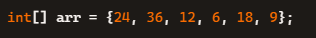 int[] arr = {24, 36, 12, 6, 18, 9};